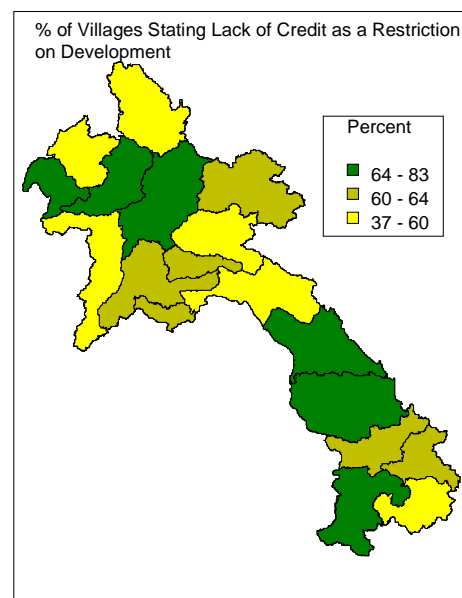 % of Villages Stating Lack of Credit as a Restriction
on Development
Percent
64 - 83
60 - 64
37 - 60